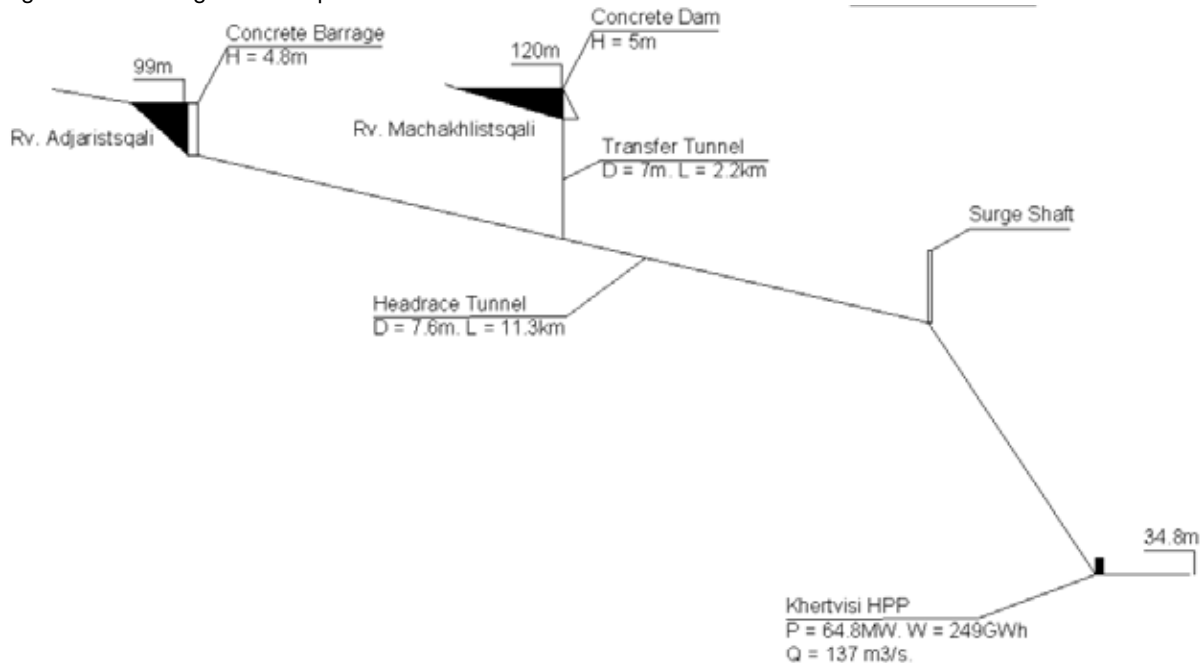 Concrete Barrage
H = 4.8m
99m
Rv. Adjaristsqali
Concrete Dam
H = 5m
120m
Rv. Machakhlistsqali
Transfer Tunnel
D = 7m. L = 2.2km
Surge Shaft
Headrace Tunnel
D = 7.6m. L = 11.3km
34.8m
Khertvisi HPP
P = 64.8MW. W = 249GWh
Q = 137 m3/s.